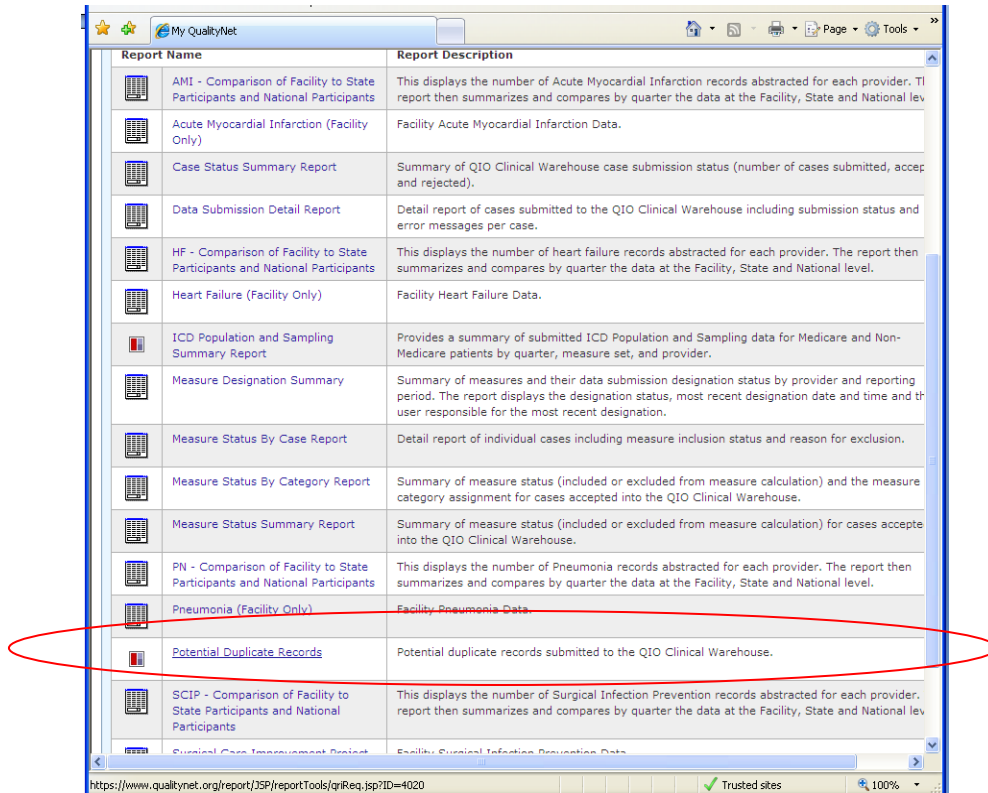 My QualityNet
Page
Tools
»
Report Name Report Description
AMI - Comparison of Facility to State This displays the number of Acute Myocardial Infarction records abstracted for each provider.
Participants and National Participants report then summarizes and compares by quarter the data at the Facility, State and National lev
Acute Myocardial Infarction (Facility Facility Acute Myocardial Infarction Data.
Only)
Case Status Summary Report Summary of QIO Clinical Warehouse case submission status (number of cases submitted, accep
and rejected).
Data Submission Detail Report Detail report of cases submitted to the QIO Clinical Warehouse including submission status and
error messages per case.
HF - Comparison of Facility to State This displays the number of heart failure records abstracted for each provider. The report then
Participants and National Participants summarizes and compares by quarter the data at the Facility, State and National level.
Heart Failure (Facility Only) Facility Heart Failure Data.
ICD Population and Sampling Provides a summary of submitted ICD Population and Sampling data for Medicare and Non-
Summary Report Medicare patients by quarter, measure set, and provider.
Measure Designation Summary Summary of measures and their data submission designation status by provider and reporting
period. The report displays the designation status, most recent designation date and time and th
user responsible for the most recent designation.
Measure Status By Case Report Detail report of individual cases including measure inclusion status and reason for exclusion.
Measure Status By Category Report Summary of measure status (included or excluded from measure calculation) and the measure
category assignment for cases accepted into the QIO Clinical Warehouse.
Measure Status Summary Report Summary of measure status (included or excluded from measure calculation) for cases accepte
into the QIO Clinical Warehouse.
PN - Comparison of Facility to State This displays the number of Pneumonia records abstracted for each provider. The report then
Participants and National Participants summarizes and compares by quarter the data at the Facility, State and National level.
Pneumonia (Facility Only) Facility Pneumonia Data.
Potential Duplicate Records Potential duplicate records submitted to the QIO Clinical Warehouse.
SCIP - Comparison of Facility to This displays the number of Surgical Infection Prevention records abstracted for each provider.
State Participants and National report then summarizes and compares by quarter the data at the Facility, State and National lev
Participants
Surgical Care Improvement Project Facility Surgical Infection Prevention Data.
https://www.qualitynet.org/report/JSP/reportTools/qriReq.jsp?ID=4020 Trusted sites 100%